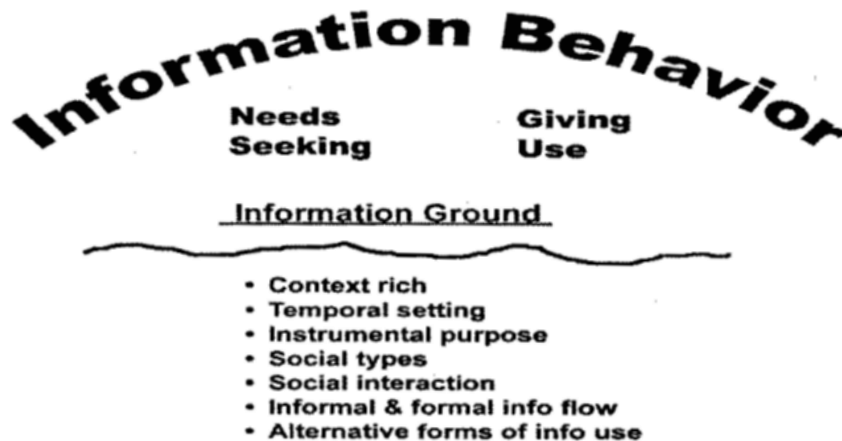 Information Behavior
Needs Giving
Seeking Use
Information Ground
• Context rich
• Temporal setting
• Instrumental purpose
• Social types
• Social interaction
• Informal & formal info flow
• Alternative forms of info use